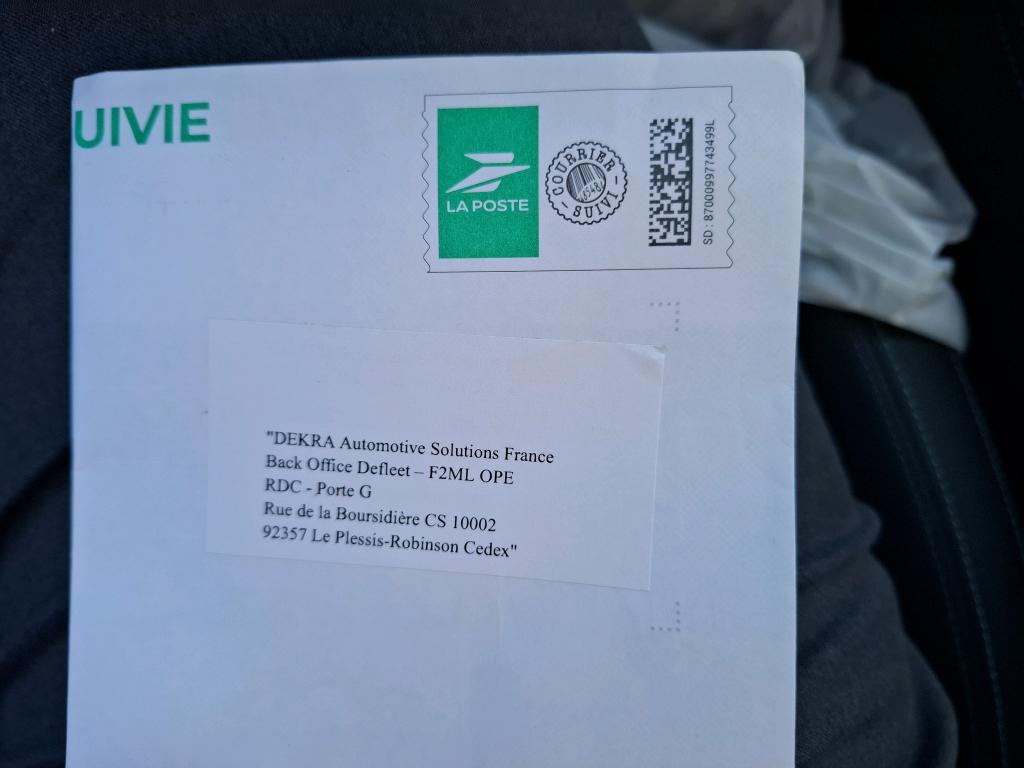 UIVIE
LA POSTE
COURRIER
SUIVI
SD : 87000997743499L
"DEKRA Automotive Solutions France
Back Office Defleet – F2ML OPE
RDC - Porte G
Rue de la Boursidière CS 10002
92357 Le Plessis-Robinson Cedex"